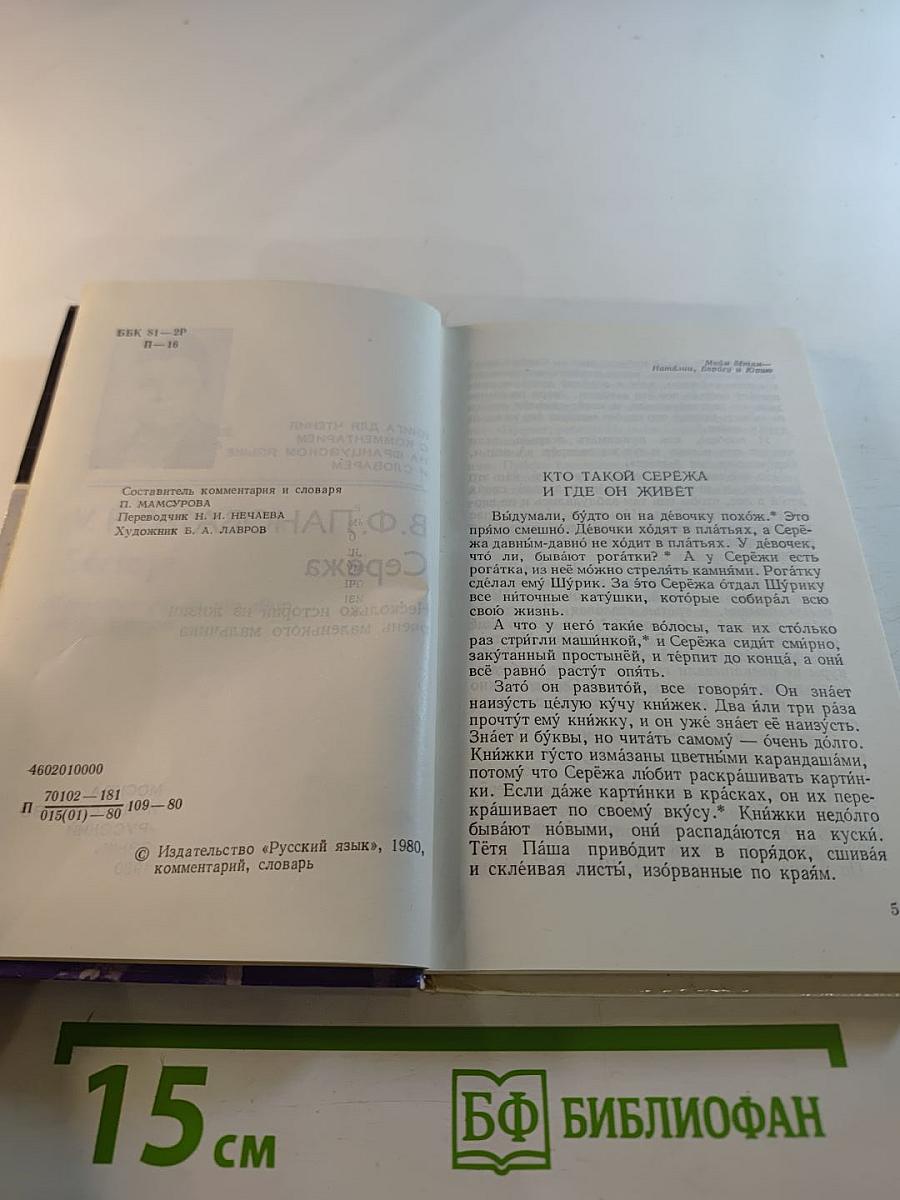 ББК 81—2Р
П—16
Составитель комментария и словаря
П. МАМСУРОВА
Переводчик Н. И. НЕЧАЕВА
Художник Б. А. ЛАВРОВ
4602010000
П 70102—181
015(01)—80 109—80
© Издательство «Русский язык», 1980,
комментарий, словарь
Мои́м де́тям—
Ната́лии, Бори́су и Ю́рию
КТО ТАКО́Й СЕРЁЖА
И ГДЕ ОН ЖИВЁТ
Вы́думали, бу́дто он на де́вочку похо́ж.* Э́то
пря́мо смешно́. Де́вочки хо́дят в пла́тьях, а Серё-
жа давны́м-давно́ не хо́дит в пла́тьях. У де́вочек,
что́ ли, быва́ют рога́тки? * А у Серёжи есть
рога́тка, из неё мо́жно стреля́ть камня́ми. Рога́тку
сде́лал ему́ Шу́рик. За э́то Серёжа о́тдал Шу́рику
все ни́точные кату́шки, кото́рые собира́л всю
свою́ жизнь.
А что у него́ таки́е во́лосы, так их сто́лько
раз стри́гли маши́нкой,* и Серёжа сиди́т сми́рно,
заку́танный простынёй, и те́рпит до конца́, а они́
всё равно́ расту́т опя́ть.
Зато́ он развито́й, все говоря́т. Он зна́ет
наизу́сть це́лую ку́чу кни́жек. Два и́ли три ра́за
прочту́т ему́ кни́жку, и он уже́ зна́ет её наизу́сть.
Зна́ет и бу́квы, но чита́ть самому́ — о́чень до́лго.
Кни́жки гу́сто изма́заны цветны́ми карандаша́ми,
потому́ что Серёжа лю́бит раскра́шивать карти́н-
ки. Е́сли да́же карти́нки в кра́сках, он их пере-
кра́шивает по своему́ вку́су.* Кни́жки недо́лго
быва́ют но́выми, они́ распада́ются на куски́.
Тётя Па́ша приво́дит их в поря́док, сшива́я
и скле́ивая листы́, изо́рванные по края́м.
5
15 см
БФ БИБЛИОФАН